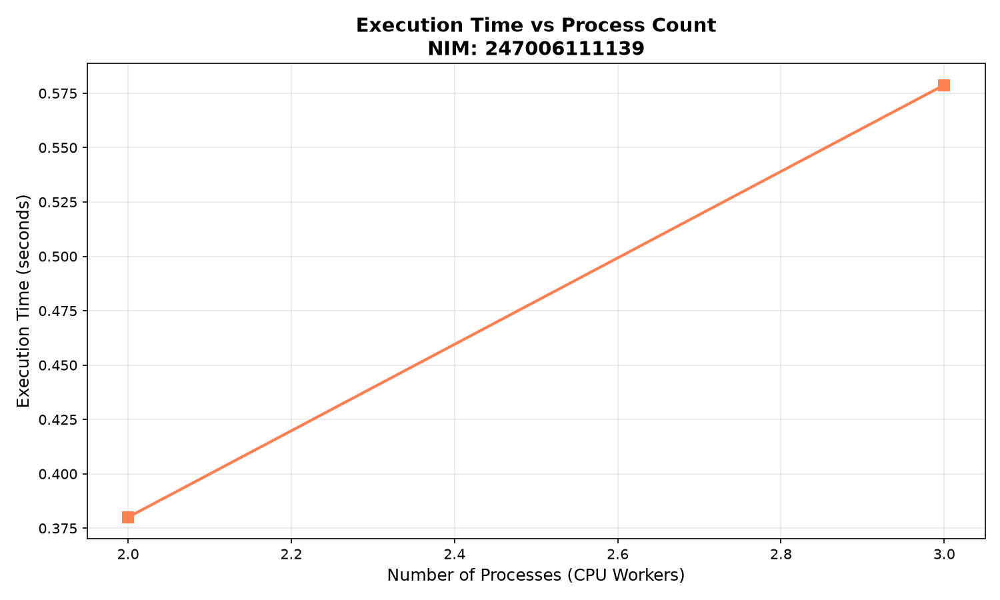 Execution Time vs Process Count
NIM: 247006111139
0.575
0.550
0.525
0.500
0.475
0.450
0.425
0.400
0.375
Execution Time (seconds)
2.0 2.2 2.4 2.6 2.8 3.0
Number of Processes (CPU Workers)